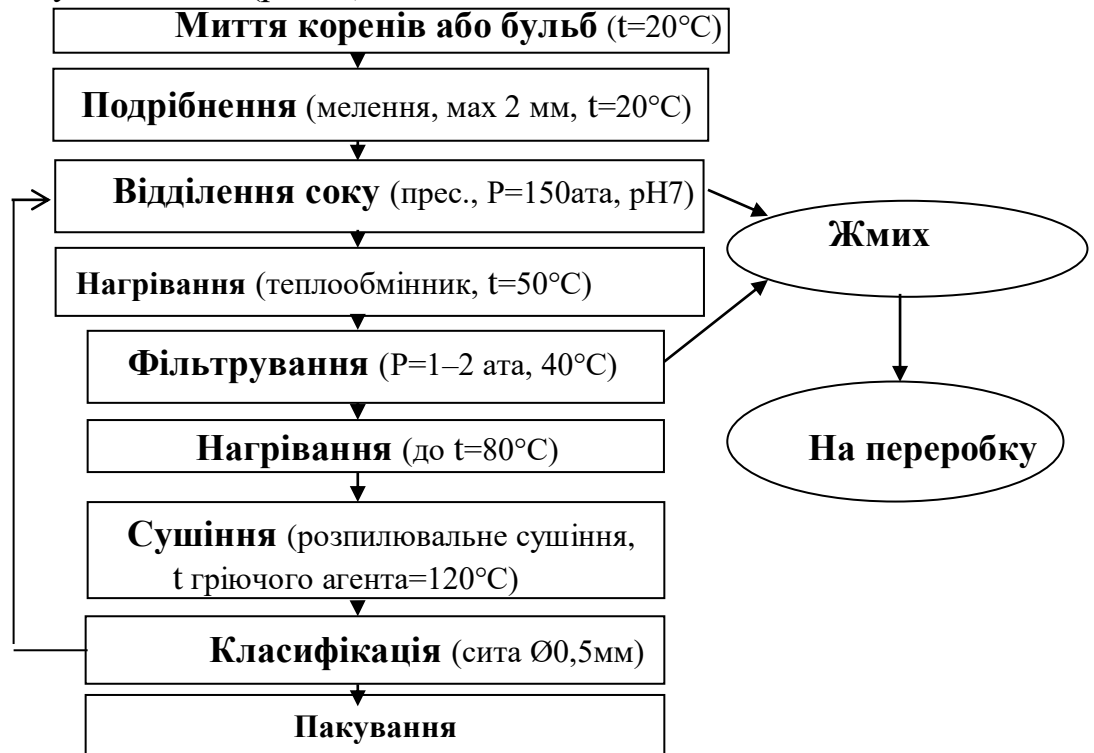 Миття коренів або бульб (t=20°C)
Подрібнення (мелення, мах 2 мм, t=20°C)
Відділення соку (прес., Р=150ата, рН7)
Жмих
Нагрівання (теплообмінник, t=50°C)
Фільтрування (Р=1–2 ата, 40°C)
Нагрівання (до t=80°C)
На переробку
Сушіння (розпилювальне сушіння,
t гріючого агента=120°C)
Класифікація (сита Ø0,5мм)
Пакування